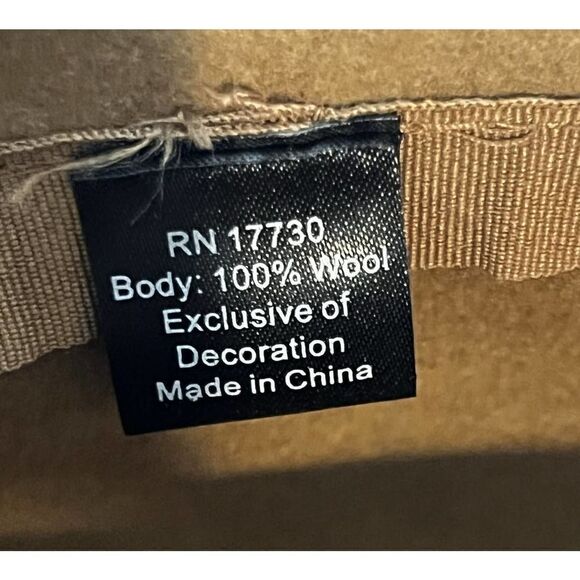 RN 17730
Body: 100% Wool
Exclusive of
Decoration
Made in China